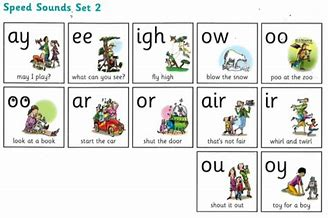 Speed Sounds Set 2
ay ee igh ow oo
may I play? what can you see? fly high blow the snow poo at the zoo
oo ar or air ir
look at a book start the car shut the door that's not fair whirl and twirl
ou oy
shout it out toy for a boy